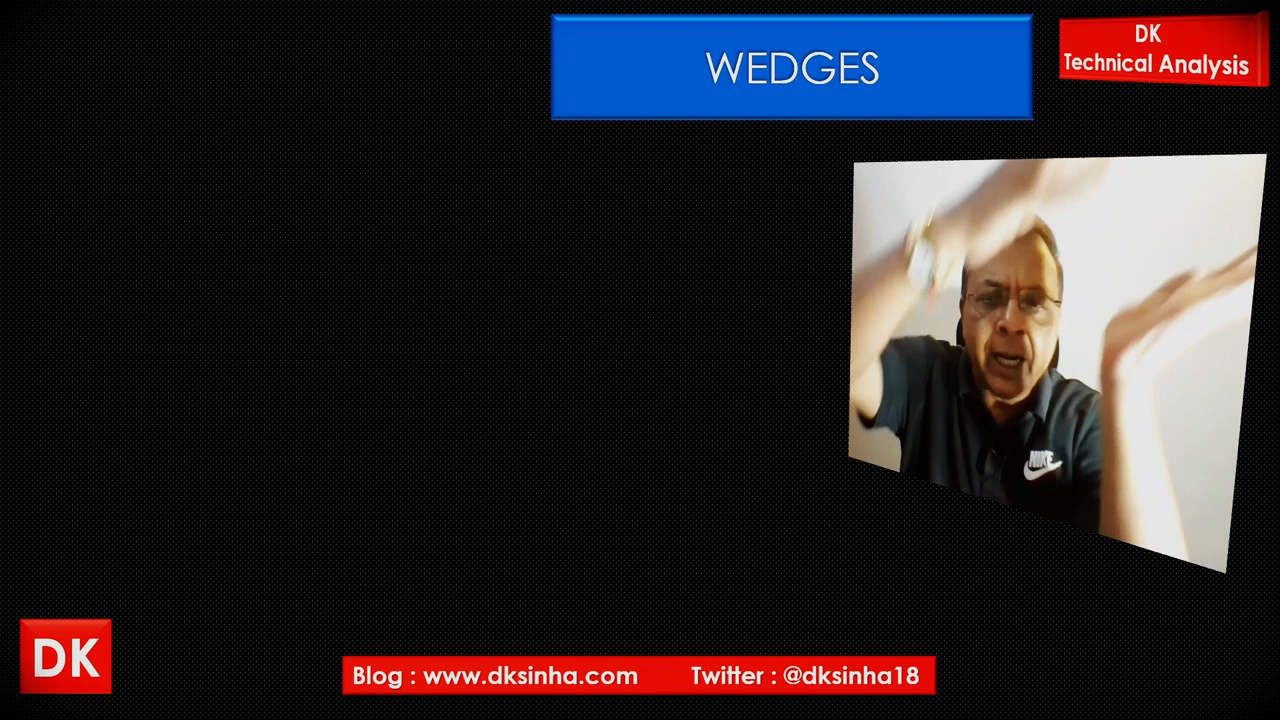 WEDGES
DK
Technical Analysis
NIKE
DK
Blog : www.dksinha.com Twitter : @dksinha18